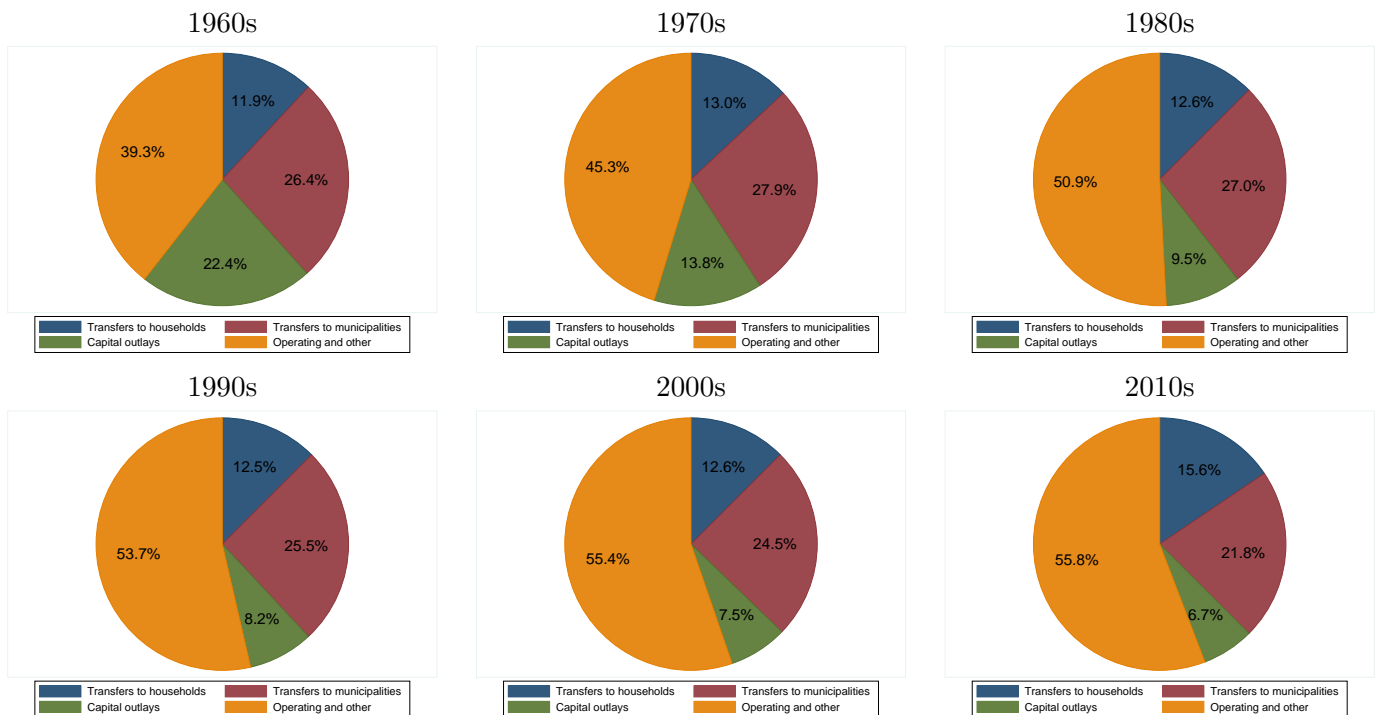 1960s
11.9%
39.3%
26.4%
22.4%
Transfers to households Transfers to municipalities
Capital outlays Operating and other
1970s
13.0%
45.3%
27.9%
13.8%
Transfers to households Transfers to municipalities
Capital outlays Operating and other
1980s
12.6%
50.9%
27.0%
9.5%
Transfers to households Transfers to municipalities
Capital outlays Operating and other
1990s
12.5%
53.7%
25.5%
8.2%
Transfers to households Transfers to municipalities
Capital outlays Operating and other
2000s
12.6%
55.4%
24.5%
7.5%
Transfers to households Transfers to municipalities
Capital outlays Operating and other
2010s
15.6%
55.8%
21.8%
6.7%
Transfers to households Transfers to municipalities
Capital outlays Operating and other